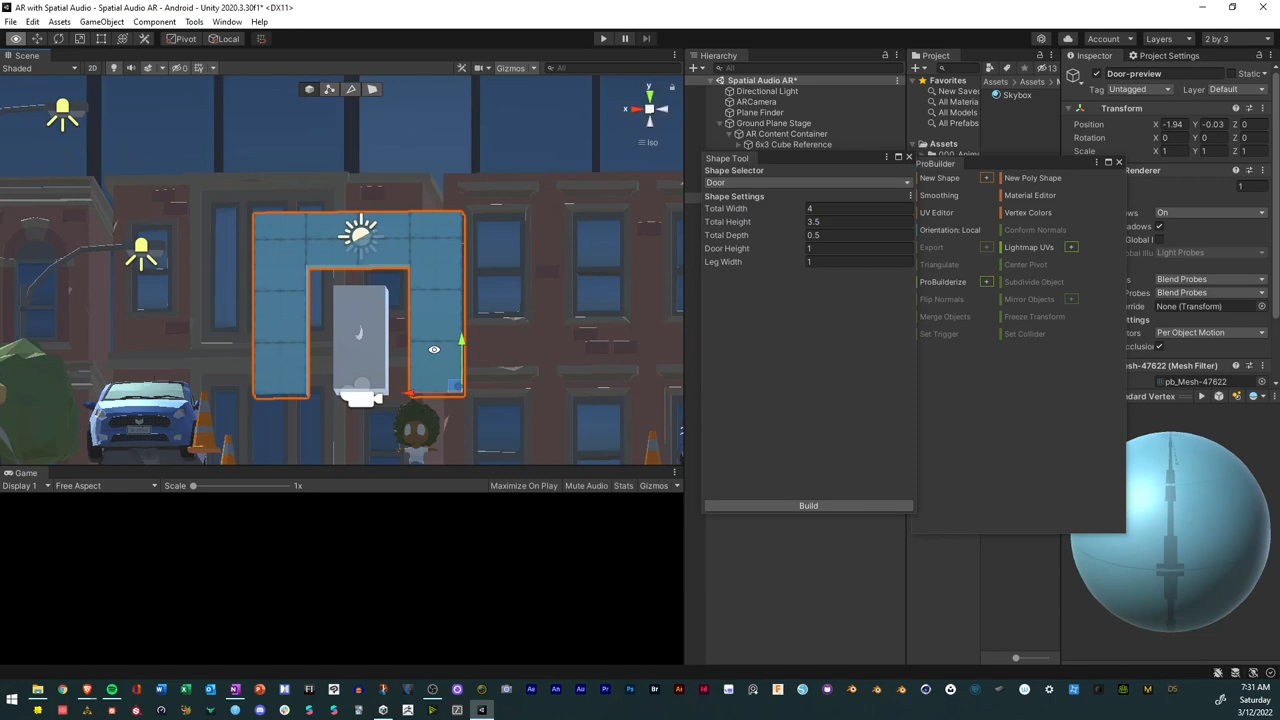 AR with Spatial Audio - Spatial Audio AR - Android - Unity 2020.3.30f1* <DX11>
File Edit Assets GameObject Component Tools Window Help
Pivot Local Account Layers 2 by 3
Scene
Shaded 2D 0 Gizmos All
y
x
Iso
Hierarchy
All
Spatial Audio AR*
Directional Light
ARCamera
Plane Finder
Ground Plane Stage
AR Content Container
6x3 Cube Reference
Project
13
Favorites
New Saved
All Materia
All Models
All Prefabs
Assets
Assets > Assets >
Skybox
Shape Tool
Shape Selector
Door
Shape Settings
Total Width 4
Total Height 3.5
Total Depth 0.5
Door Height 1
Leg Width 1
Build
ProBuilder
New Shape + New Poly Shape
Smoothing Material Editor
UV Editor Vertex Colors
Orientation: Local Conform Normals
Export + Lightmap UVs +
Triangulate Center Pivot
ProBuilderize + Subdivide Object
Flip Normals Mirror Objects +
Merge Objects Freeze Transform
Set Trigger Set Collider
Inspector Project Settings
Door-preview Static
Tag Untagged Layer Default
Transform
Position X -1.94 Y -0.03 Z 0
Rotation X 0 Y 0 Z 0
Scale X 1 Y 1 Z 1
Renderer
1
On
Light Probes
Blend Probes
Blend Probes
None (Transform)
Per Object Motion
(Mesh Filter)
pb_Mesh-47622
Game
Display 1 Free Aspect Scale 1x Maximize On Play Mute Audio Stats Gizmos
7:31 AM
Saturday
3/12/2022